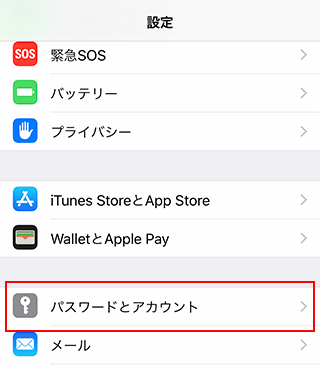 設定
SOS 緊急SOS
バッテリー
プライバシー
iTunes StoreとApp Store
WalletとApple Pay
パスワードとアカウント
メール